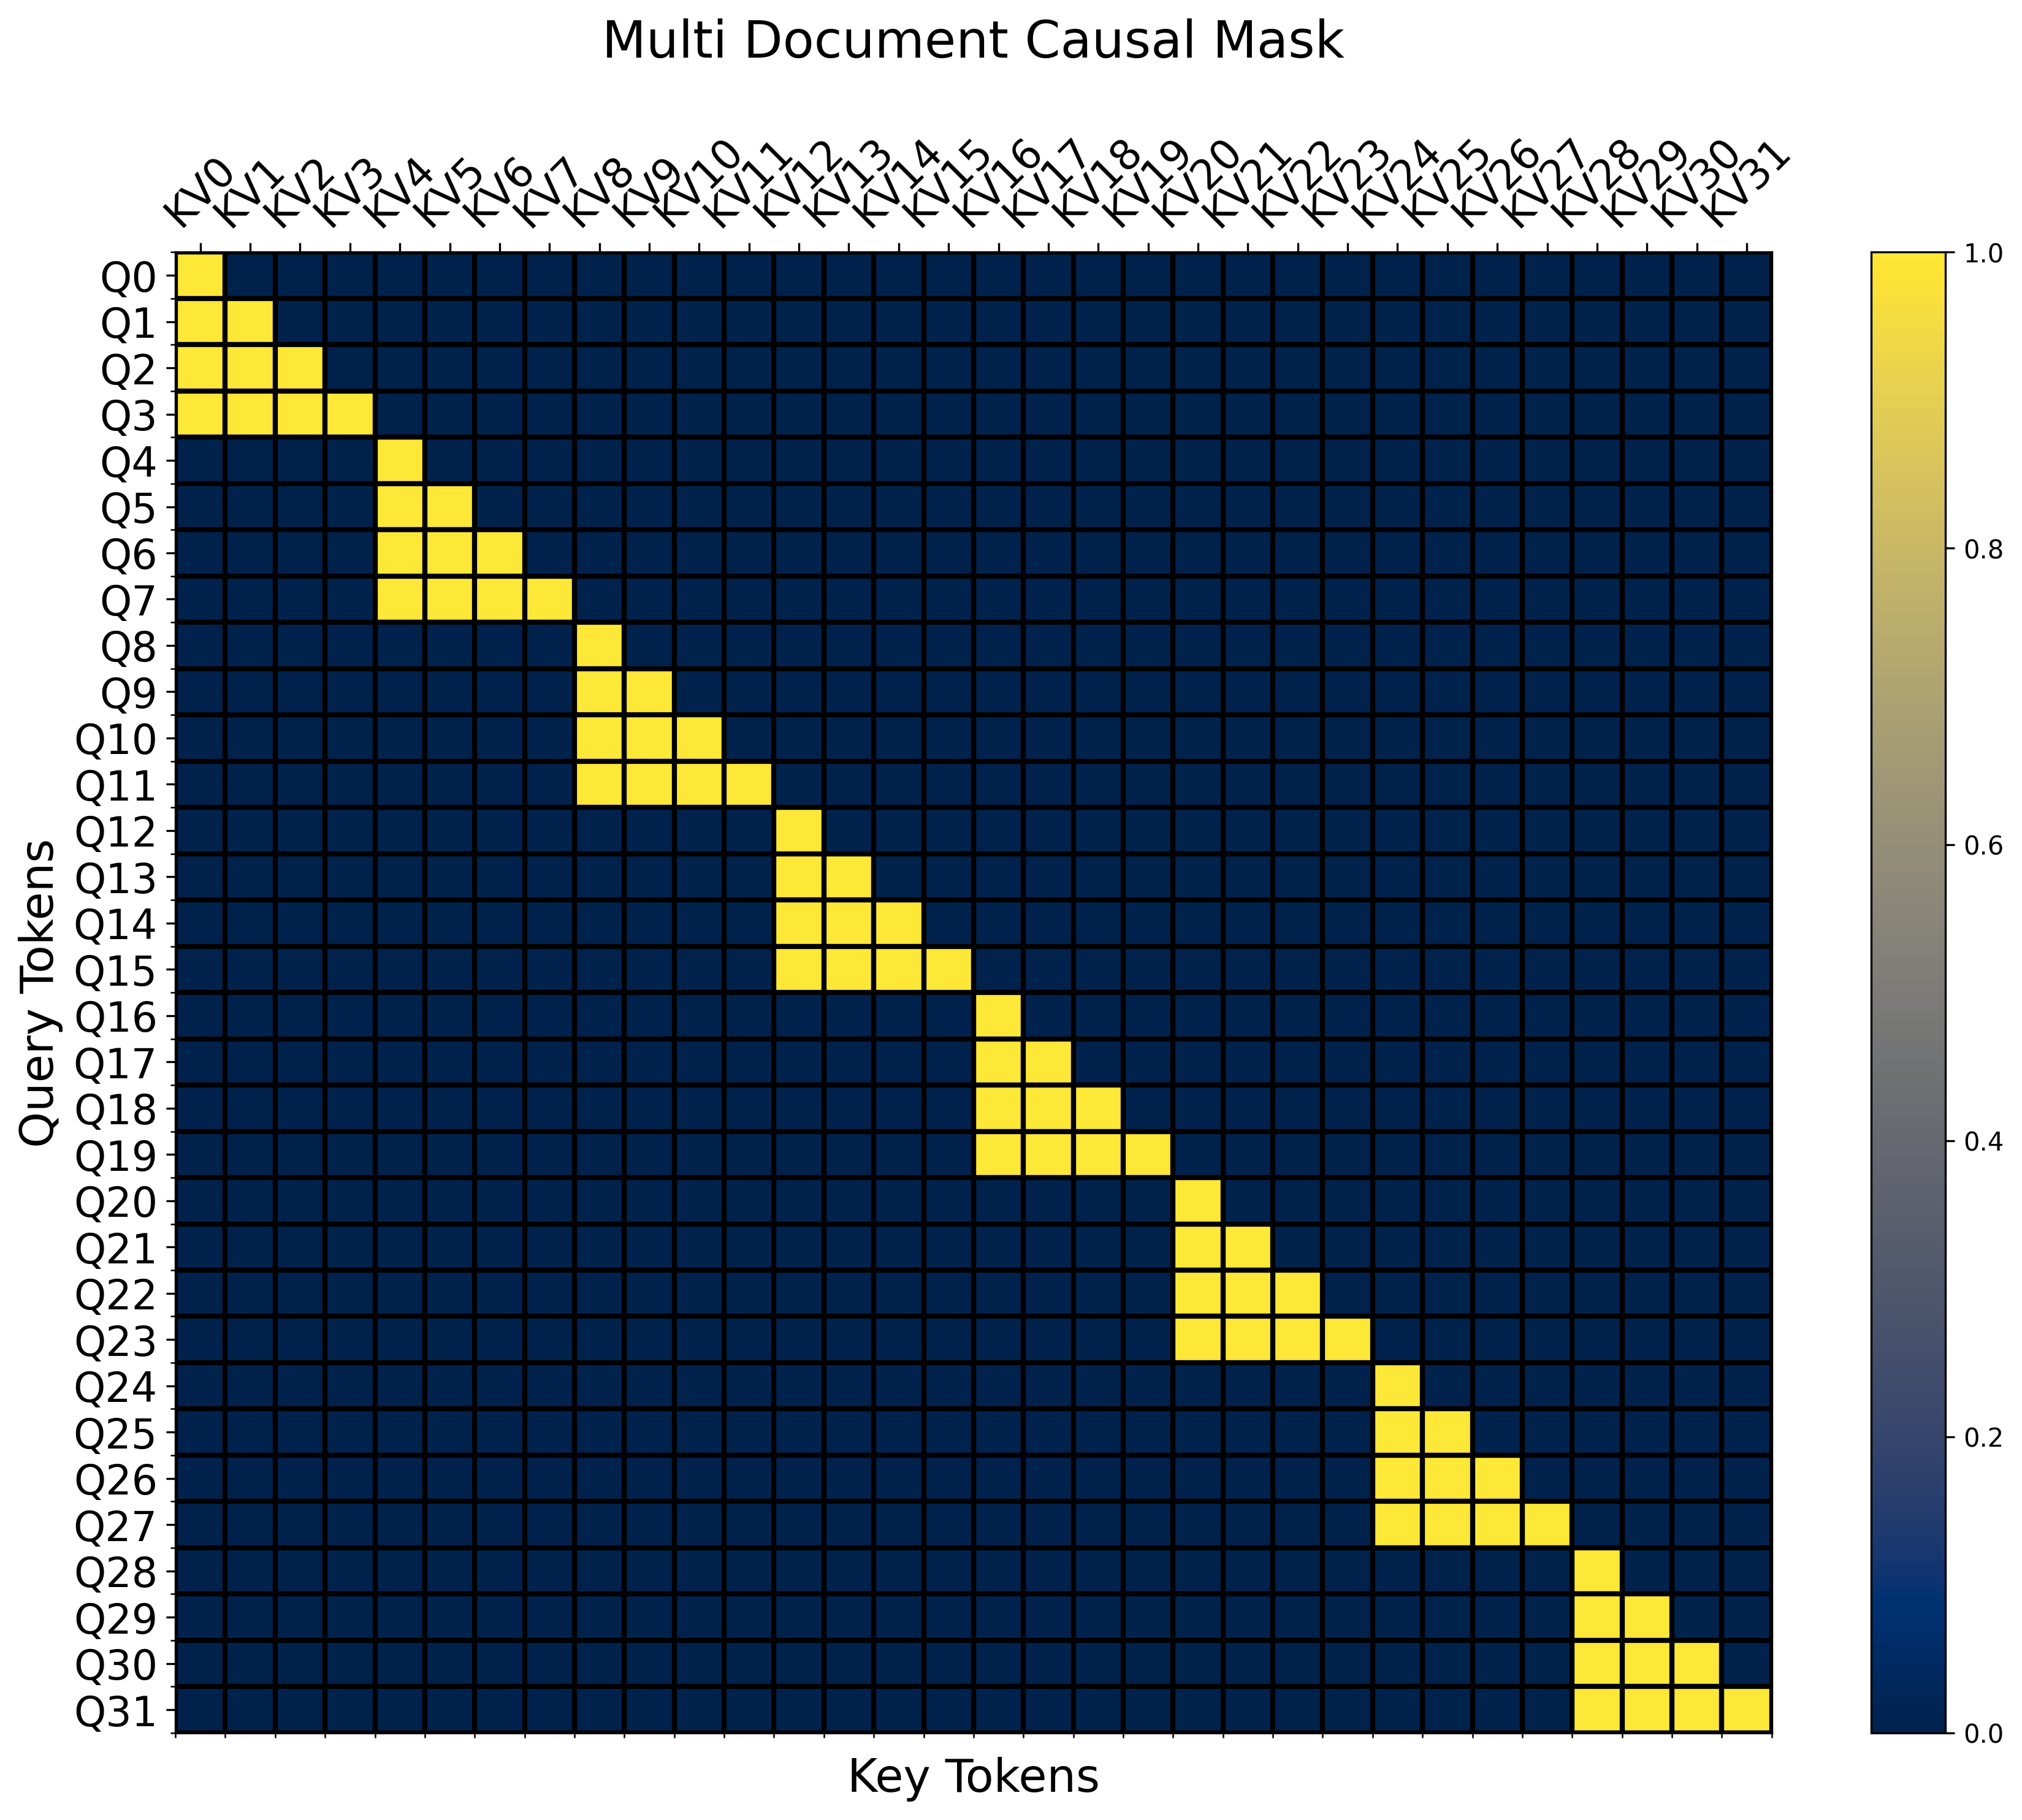 Multi Document Causal Mask
KV0
KV1
KV2
KV3
KV4
KV5
KV6
KV7
KV8
KV9
KV10
KV11
KV12
KV13
KV14
KV15
KV16
KV17
KV18
KV19
KV20
KV21
KV22
KV23
KV24
KV25
KV26
KV27
KV28
KV29
KV30
KV31
Q0
Q1
Q2
Q3
Q4
Q5
Q6
Q7
Q8
Q9
Q10
Q11
Q12
Q13
Q14
Q15
Q16
Q17
Q18
Q19
Q20
Q21
Q22
Q23
Q24
Q25
Q26
Q27
Q28
Q29
Q30
Q31
Query Tokens
Key Tokens
1.0
0.8
0.6
0.4
0.2
0.0